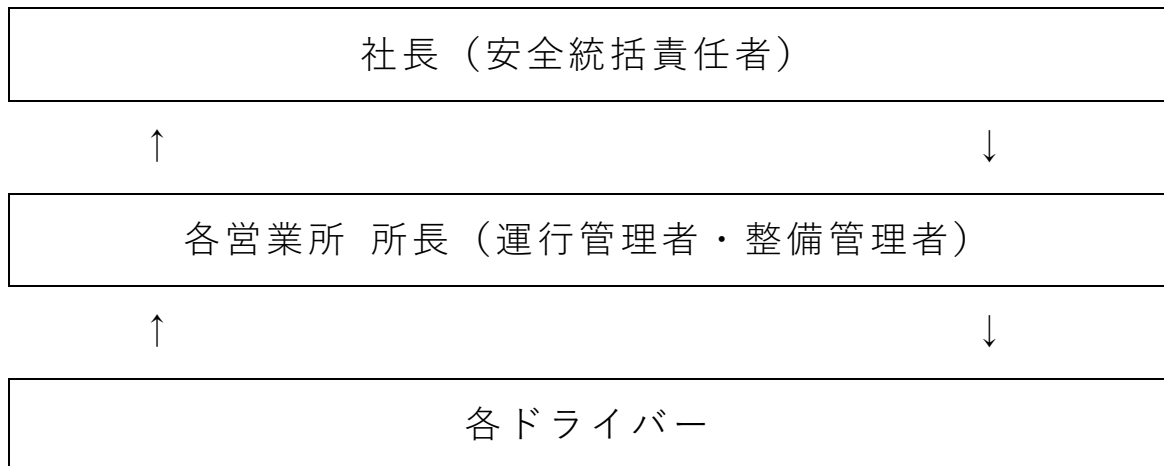 社長（安全統括責任者）
↑ ↓
各営業所 所長（運行管理者・整備管理者）
↑ ↓
各ドライバー